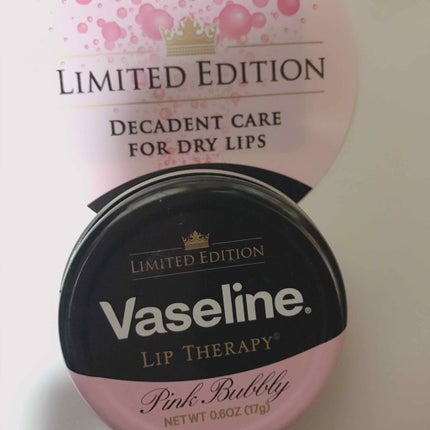 LIMITED EDITION
DECADENT CARE
FOR DRY LIPS
LIMITED EDITION
Vaseline®
LIP THERAPY®
Pink Bubbly
NET WT 0.6OZ (17g)